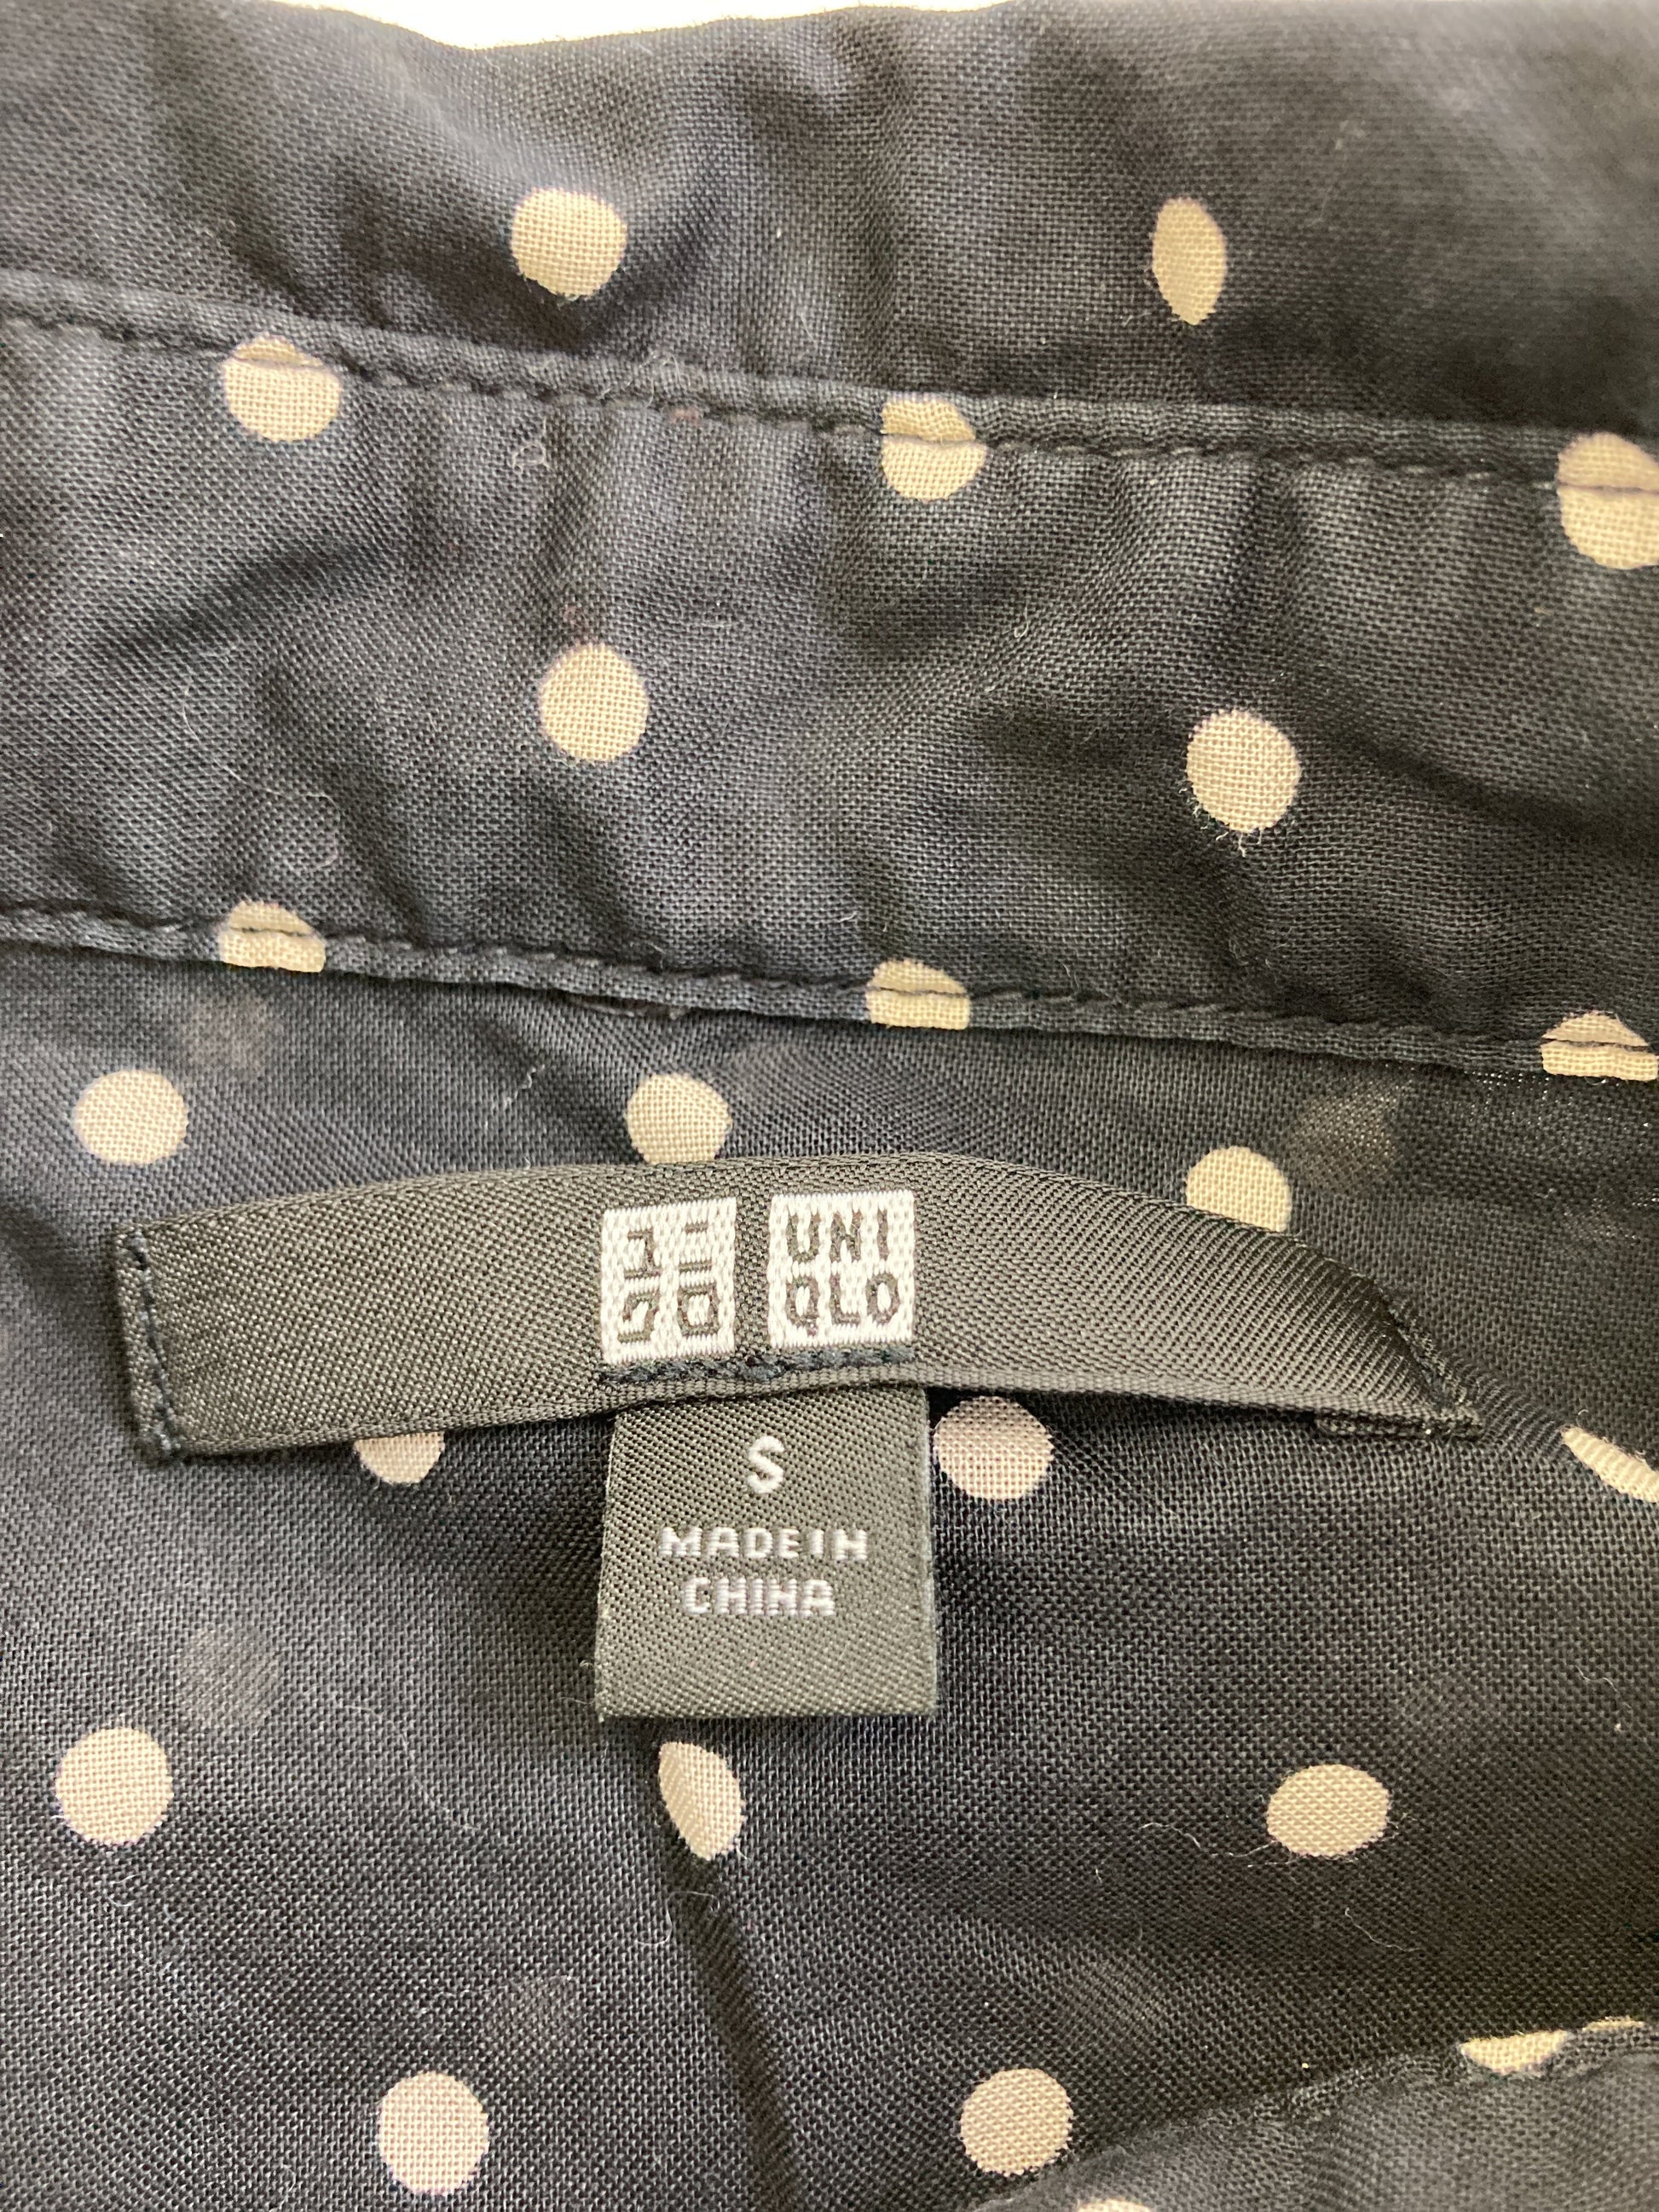 ユニ
クロ
UNI
QLO
S
MADE IN
CHINA